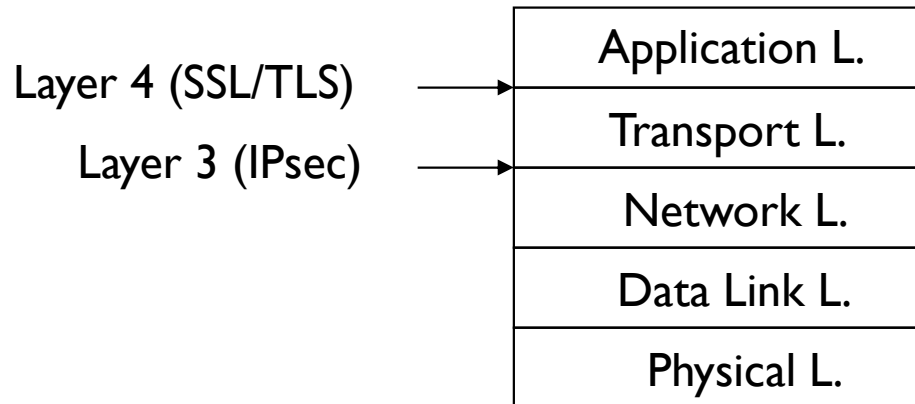 Application L.
Layer 4 (SSL/TLS)
Transport L.
Layer 3 (IPsec)
Network L.
Data Link L.
Physical L.